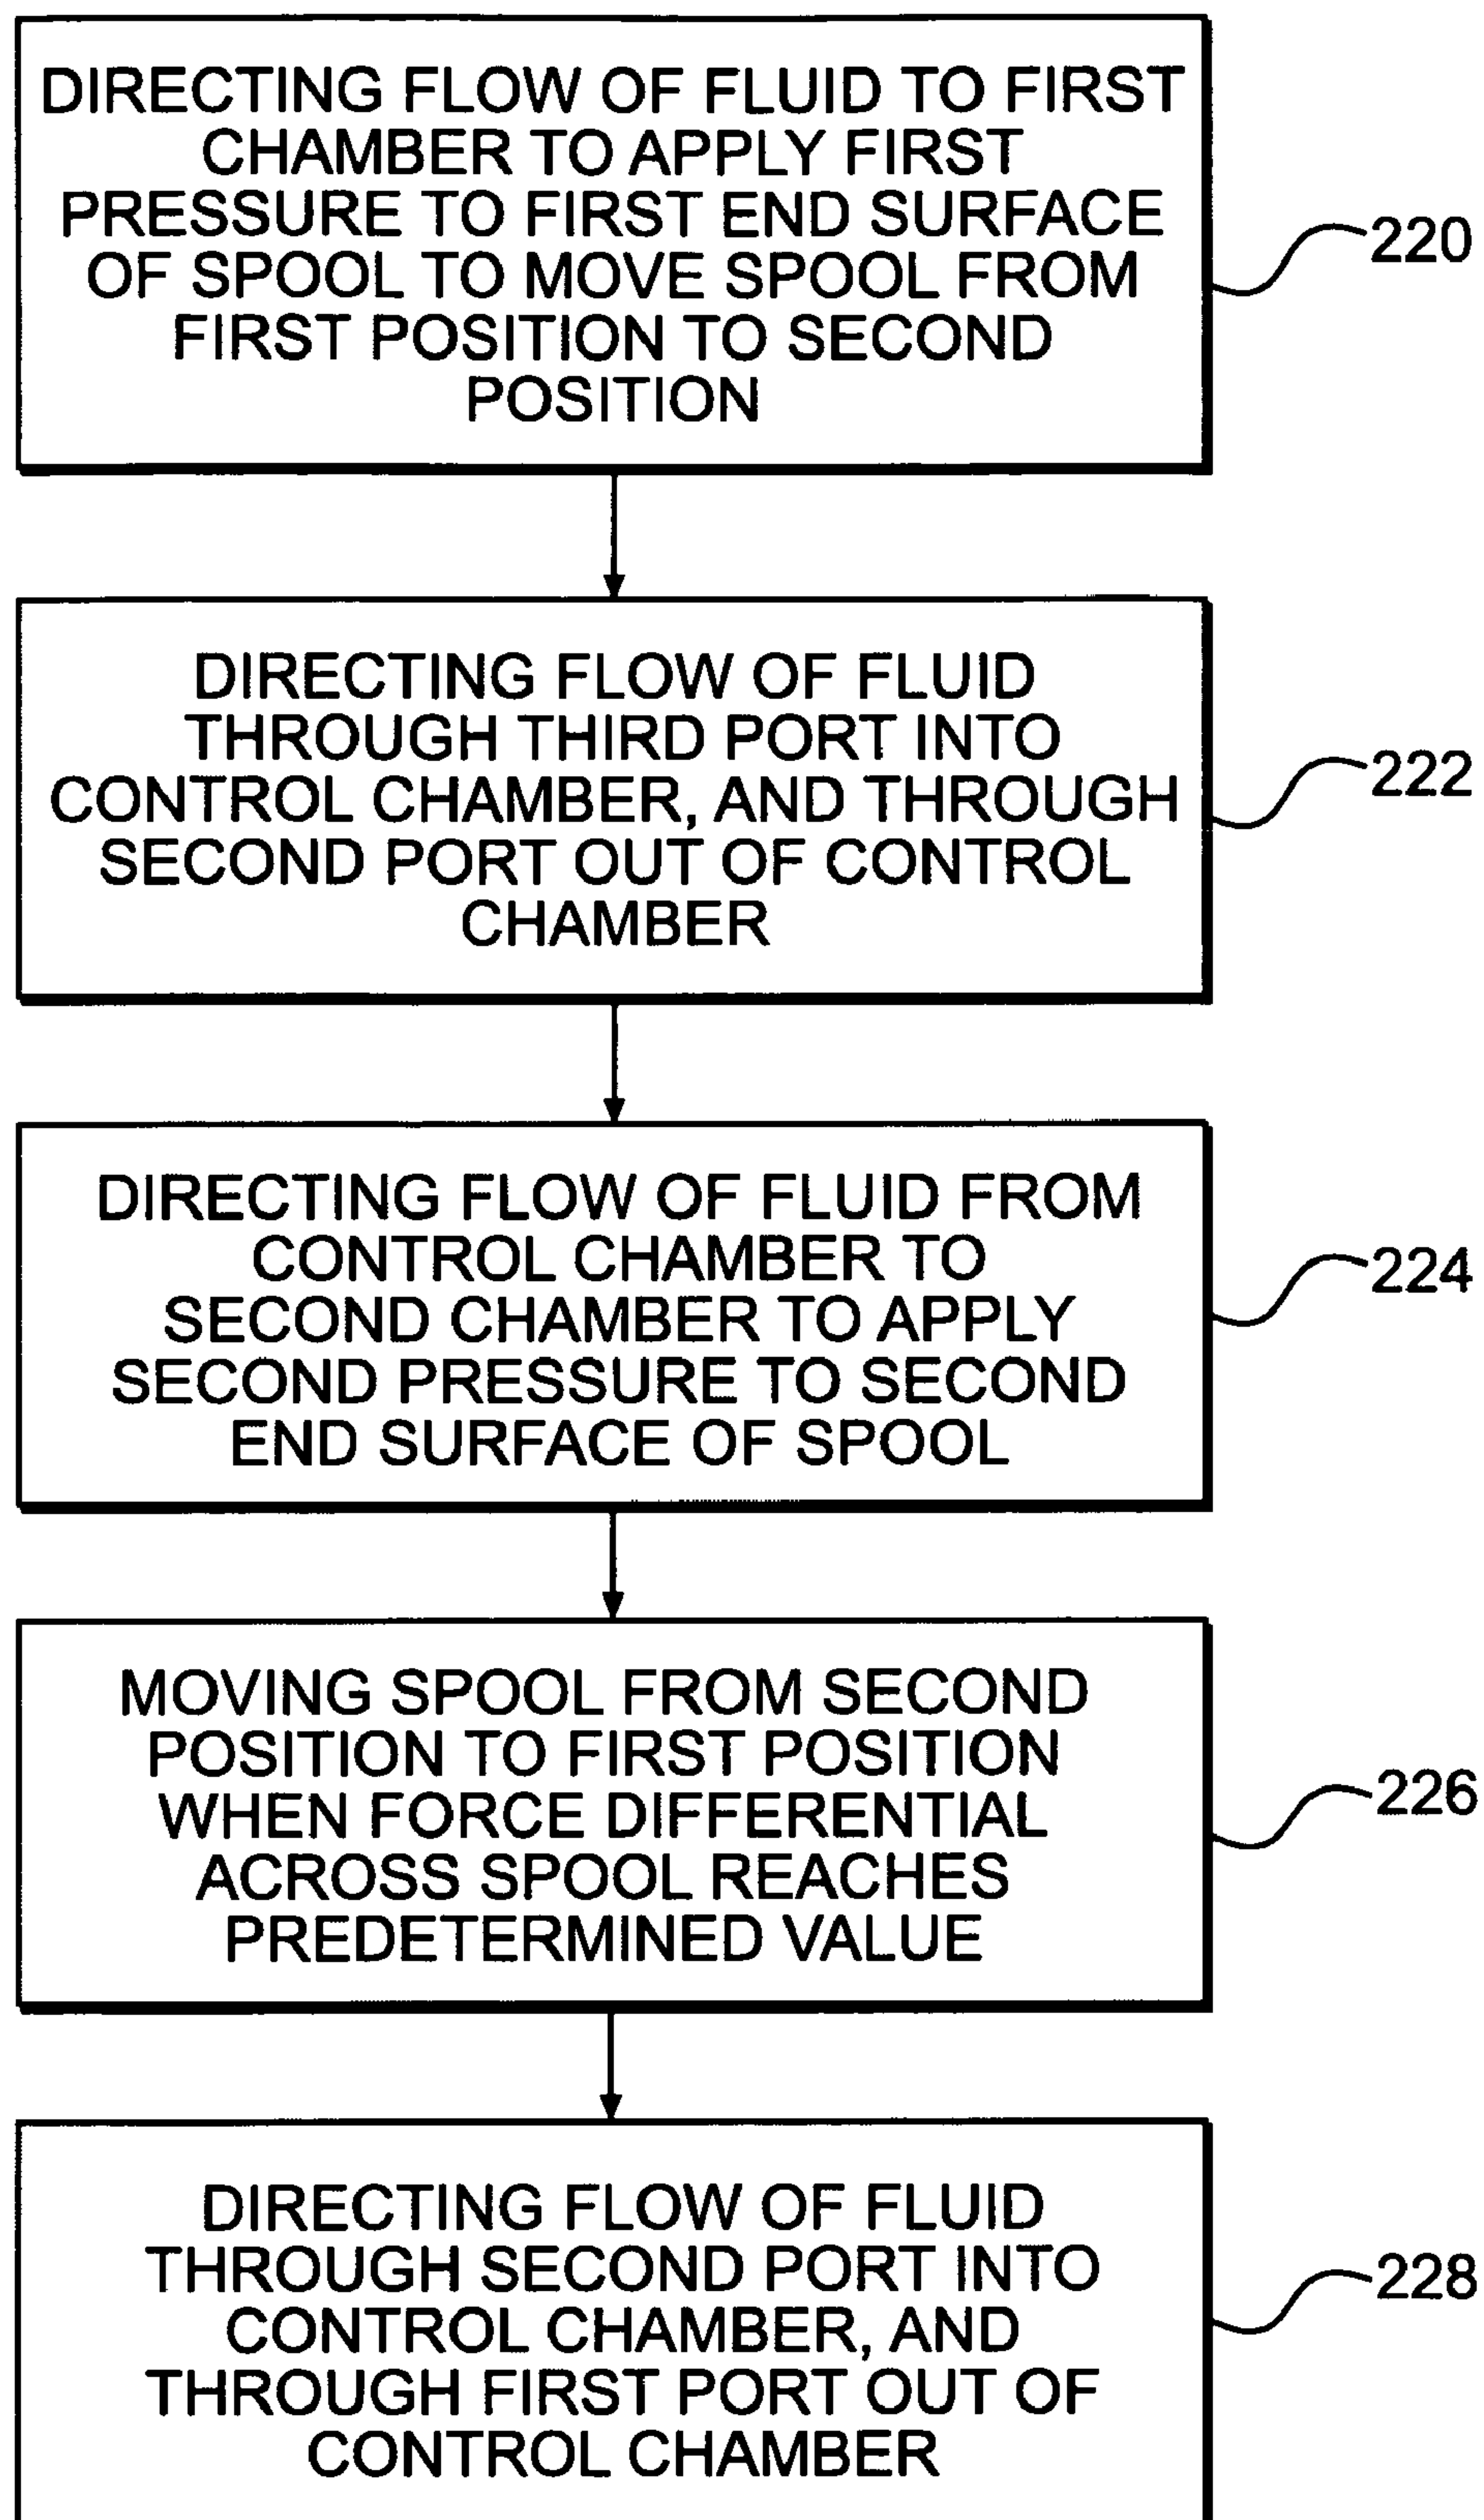 DIRECTING FLOW OF FLUID TO FIRST
CHAMBER TO APPLY FIRST
PRESSURE TO FIRST END SURFACE
OF SPOOL TO MOVE SPOOL FROM
FIRST POSITION TO SECOND
POSITION
220
DIRECTING FLOW OF FLUID
THROUGH THIRD PORT INTO
CONTROL CHAMBER, AND THROUGH
SECOND PORT OUT OF CONTROL
CHAMBER
222
DIRECTING FLOW OF FLUID FROM
CONTROL CHAMBER TO
SECOND CHAMBER TO APPLY
SECOND PRESSURE TO SECOND
END SURFACE OF SPOOL
224
MOVING SPOOL FROM SECOND
POSITION TO FIRST POSITION
WHEN FORCE DIFFERENTIAL
ACROSS SPOOL REACHES
PREDETERMINED VALUE
226
DIRECTING FLOW OF FLUID
THROUGH SECOND PORT INTO
CONTROL CHAMBER, AND
THROUGH FIRST PORT OUT OF
CONTROL CHAMBER
228